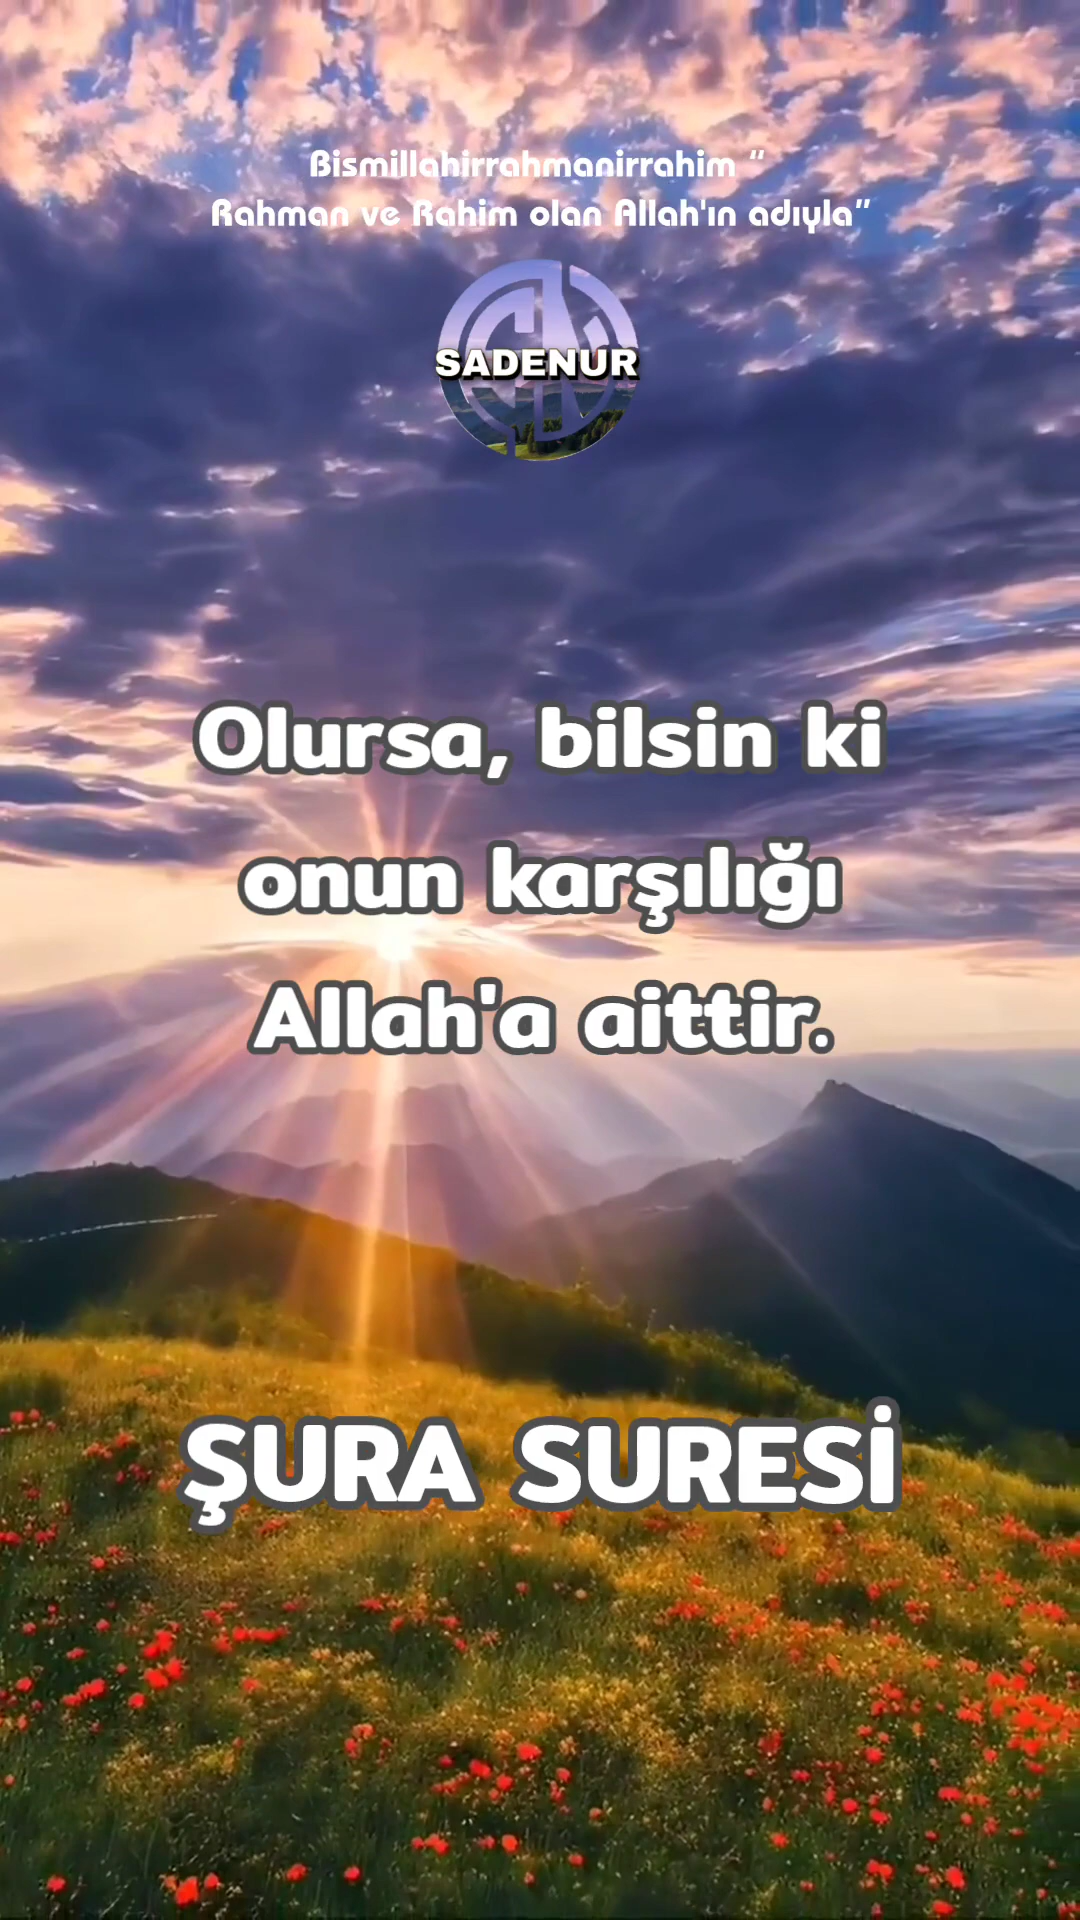 Bismillahirrahmanirrahim “
Rahman ve Rahim olan Allah'ın adıyla”
SADENUR
Olursa, bilsin ki
onun karşılığı
Allah'a aittir.
ŞURA SURESİ